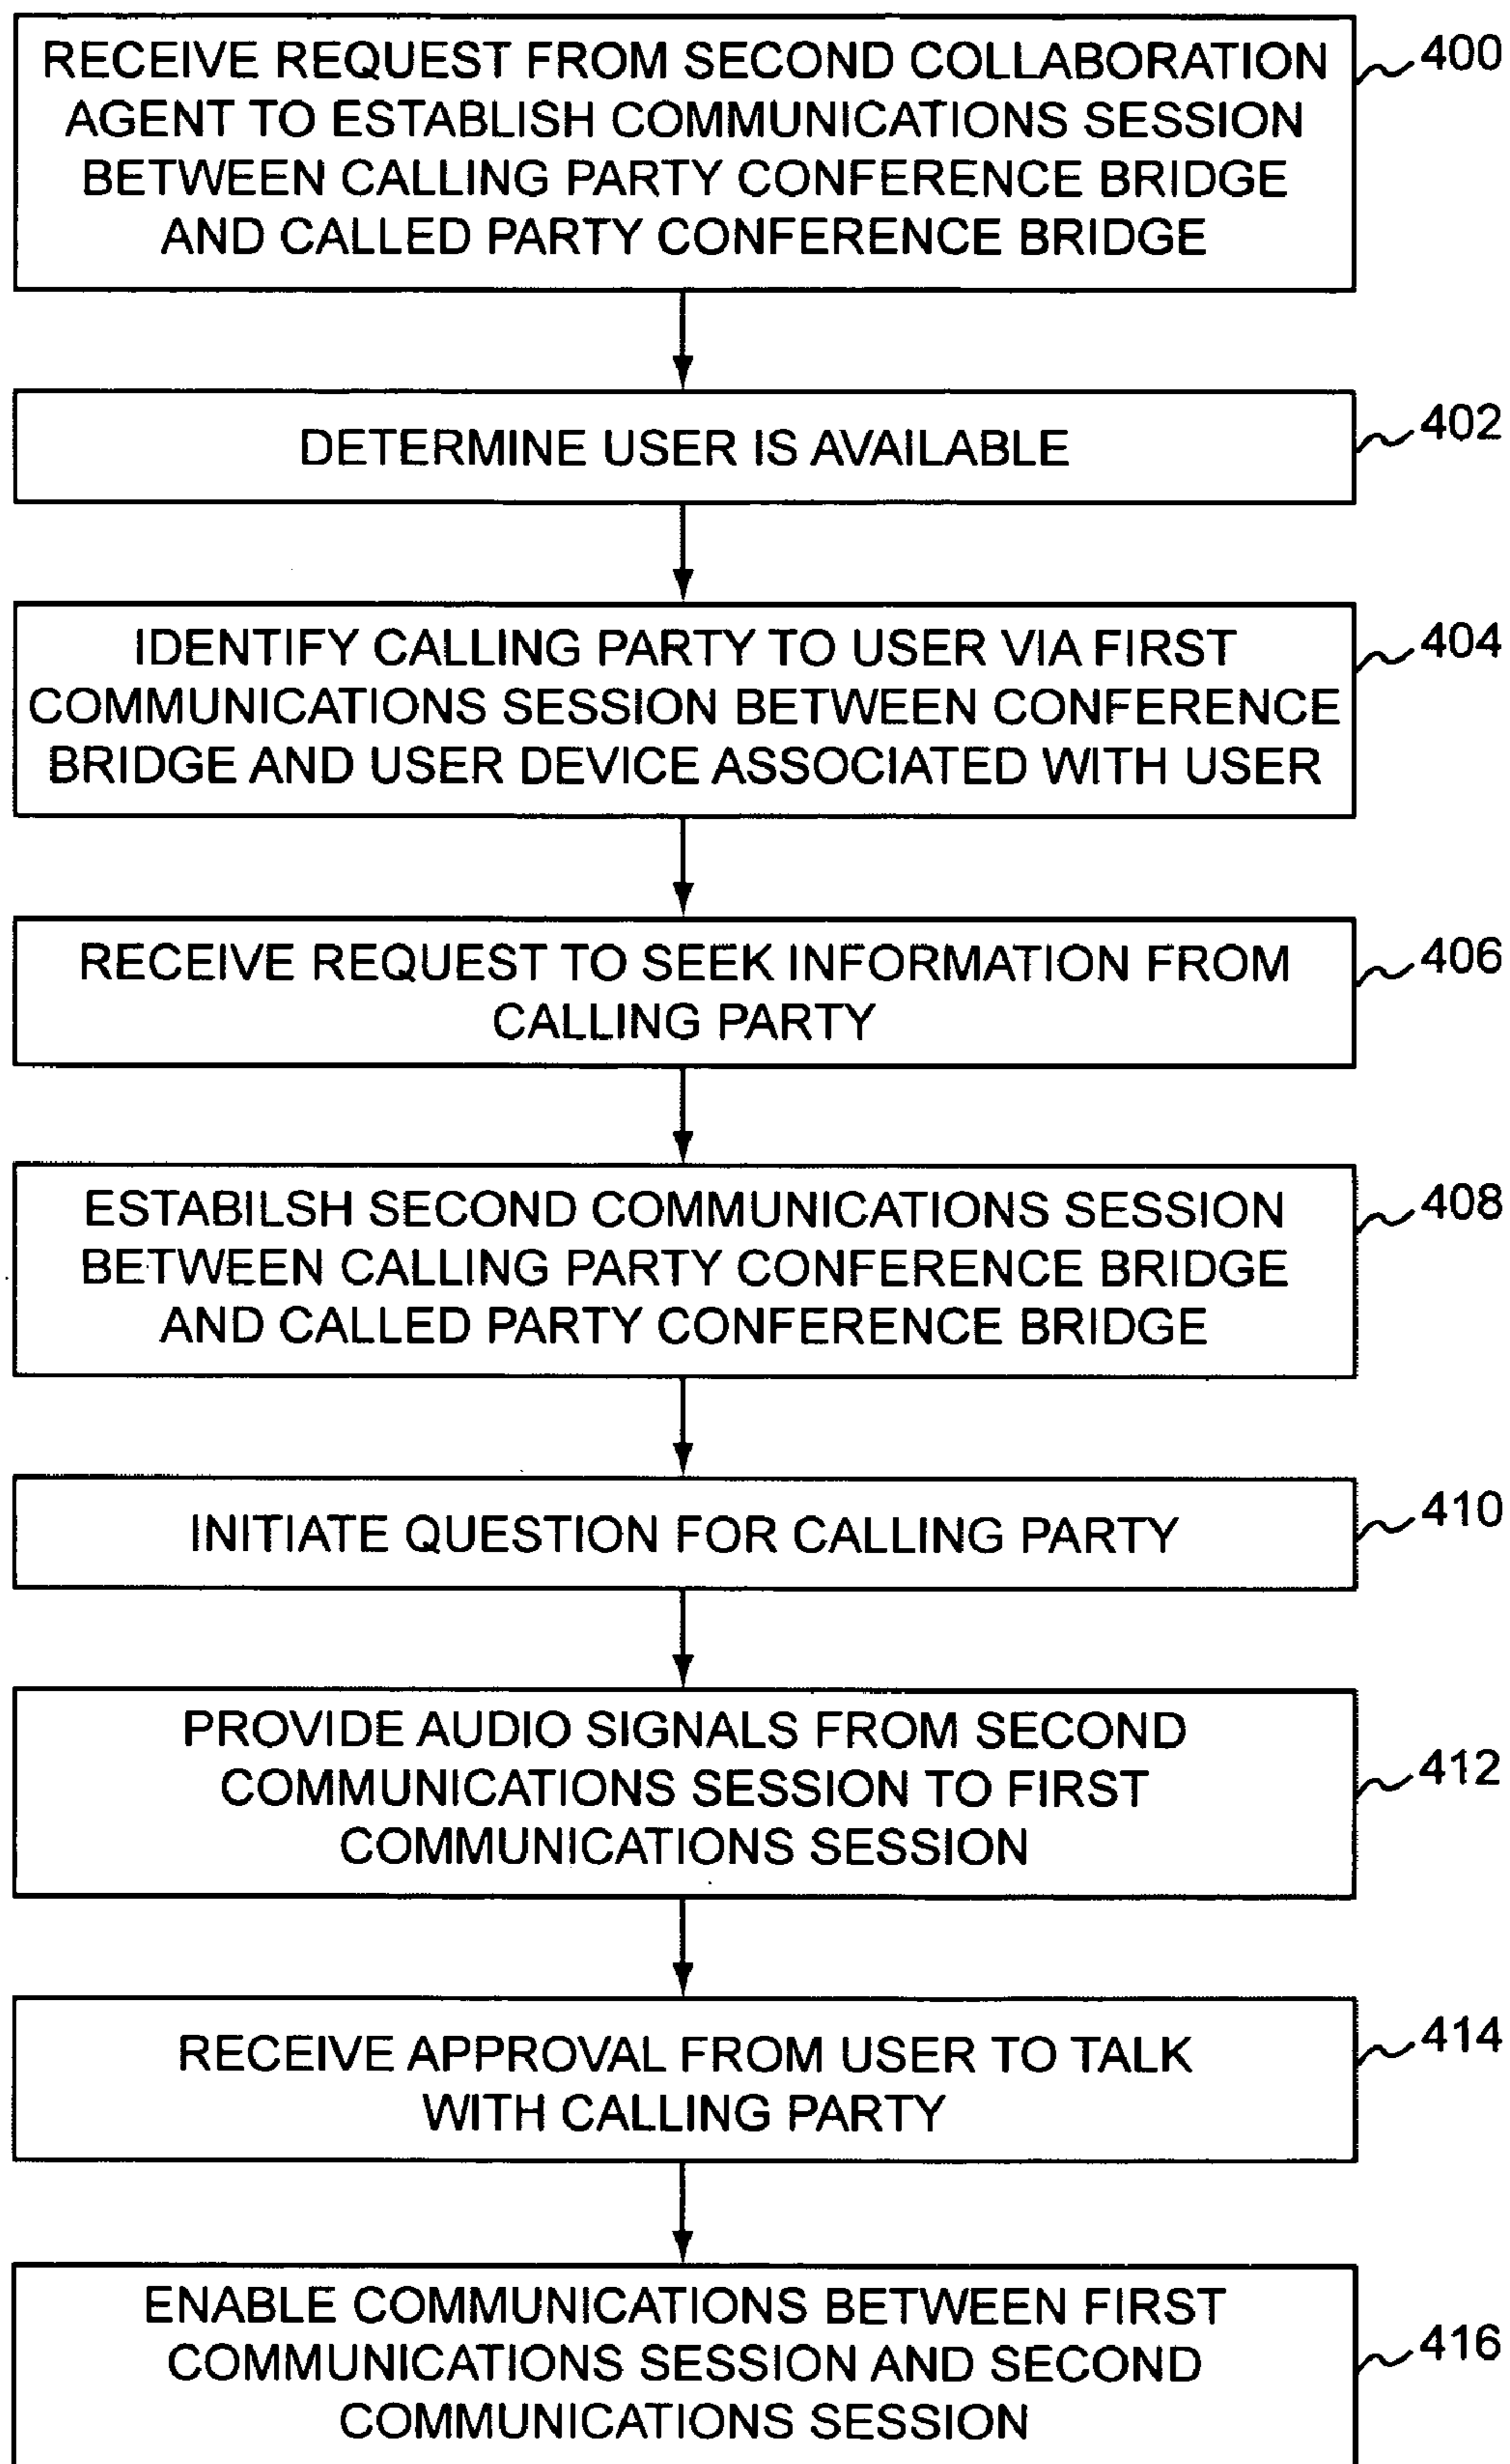 RECEIVE REQUEST FROM SECOND COLLABORATION
AGENT TO ESTABLISH COMMUNICATIONS SESSION
BETWEEN CALLING PARTY CONFERENCE BRIDGE
AND CALLED PARTY CONFERENCE BRIDGE
400
DETERMINE USER IS AVAILABLE
402
IDENTIFY CALLING PARTY TO USER VIA FIRST
COMMUNICATIONS SESSION BETWEEN CONFERENCE
BRIDGE AND USER DEVICE ASSOCIATED WITH USER
404
RECEIVE REQUEST TO SEEK INFORMATION FROM
CALLING PARTY
406
ESTABILSH SECOND COMMUNICATIONS SESSION
BETWEEN CALLING PARTY CONFERENCE BRIDGE
AND CALLED PARTY CONFERENCE BRIDGE
408
INITIATE QUESTION FOR CALLING PARTY
410
PROVIDE AUDIO SIGNALS FROM SECOND
COMMUNICATIONS SESSION TO FIRST
COMMUNICATIONS SESSION
412
RECEIVE APPROVAL FROM USER TO TALK
WITH CALLING PARTY
414
ENABLE COMMUNICATIONS BETWEEN FIRST
COMMUNICATIONS SESSION AND SECOND
COMMUNICATIONS SESSION
416